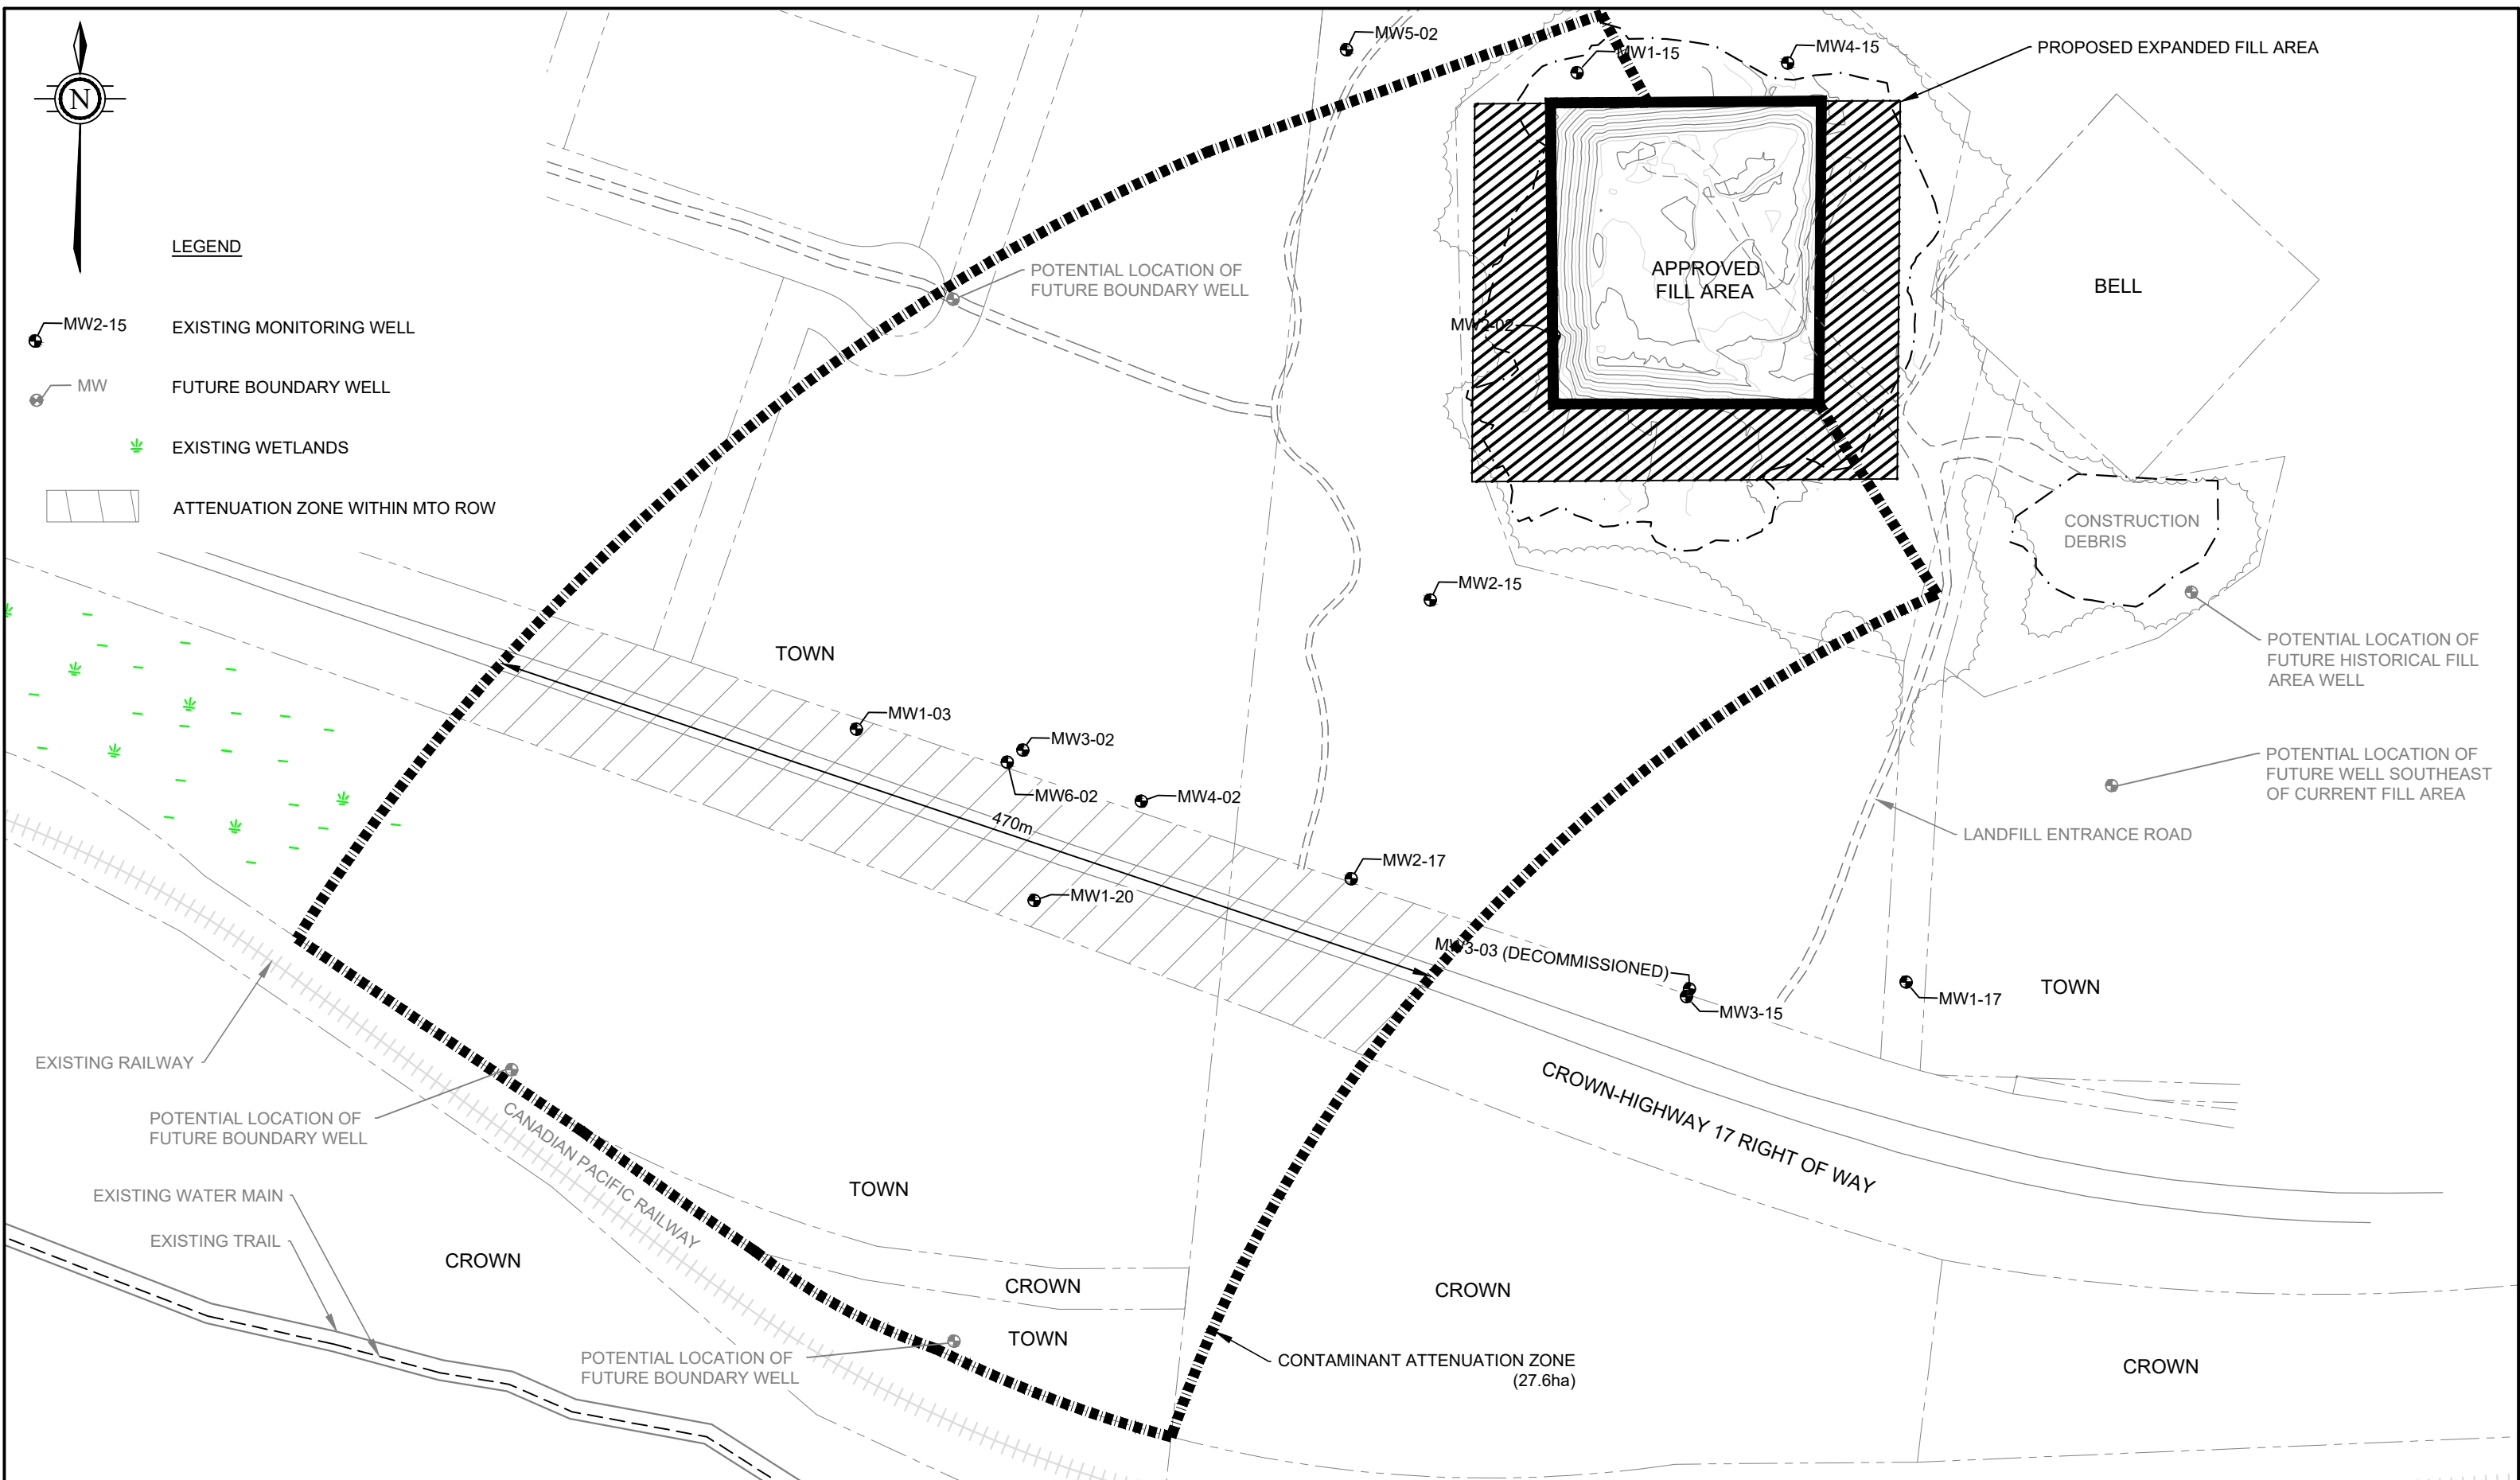 N
LEGEND
MW2-15
EXISTING MONITORING WELL
MW
FUTURE BOUNDARY WELL
EXISTING WETLANDS
ATTENUATION ZONE WITHIN MTO ROW
MW5-02
MW1-15
MW4-15
PROPOSED EXPANDED FILL AREA
POTENTIAL LOCATION OF
FUTURE BOUNDARY WELL
APPROVED
FILL AREA
BELL
MW2-02
CONSTRUCTION
DEBRIS
MW2-15
POTENTIAL LOCATION OF
FUTURE HISTORICAL FILL
AREA WELL
TOWN
MW1-03
MW3-02
MW6-02
MW4-02
470m
POTENTIAL LOCATION OF
FUTURE WELL SOUTHEAST
OF CURRENT FILL AREA
LANDFILL ENTRANCE ROAD
MW2-17
MW1-20
MW3-03 (DECOMMISSIONED)
MW3-15
MW1-17
TOWN
EXISTING RAILWAY
CROWN-HIGHWAY 17 RIGHT OF WAY
POTENTIAL LOCATION OF
FUTURE BOUNDARY WELL
CANADIAN PACIFIC RAILWAY
EXISTING WATER MAIN
TOWN
EXISTING TRAIL
CROWN
CROWN
CROWN
TOWN
POTENTIAL LOCATION OF
FUTURE BOUNDARY WELL
CONTAMINANT ATTENUATION ZONE
(27.6ha)
CROWN